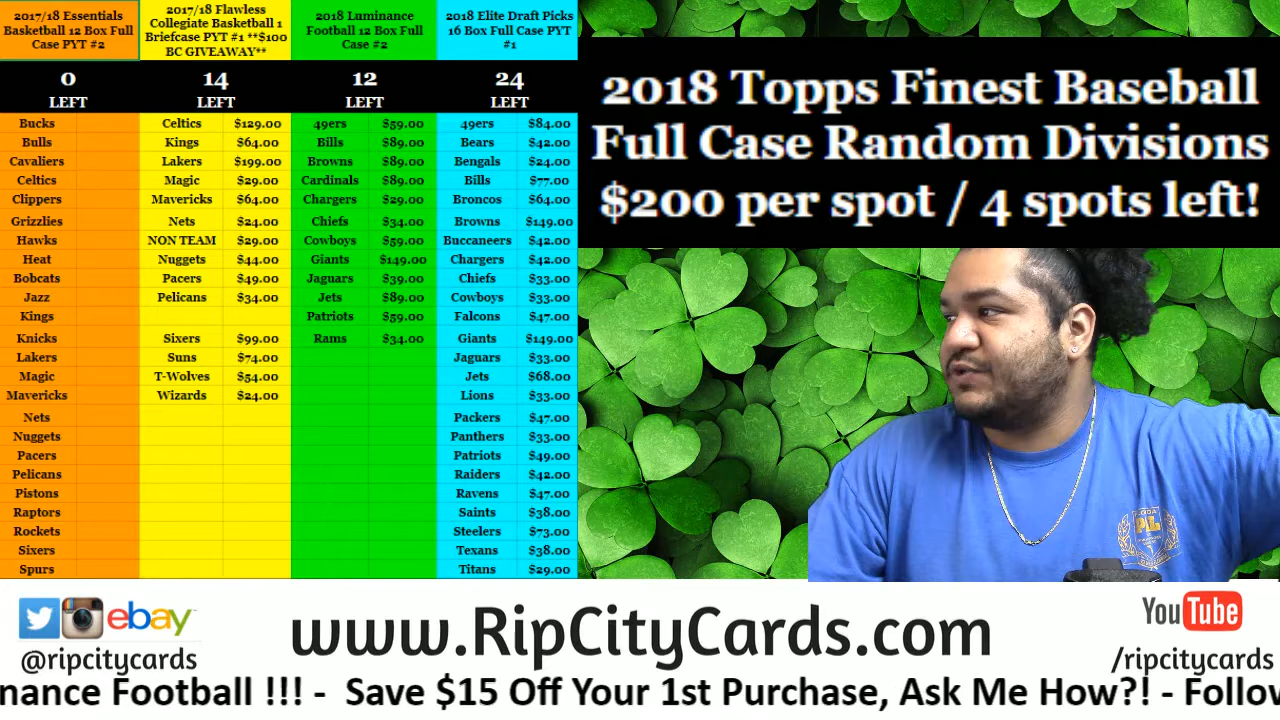 2017/18 Essentials
Basketball 12 Box Full
Case PYT #2
2017/18 Flawless
Collegiate Basketball 1
Briefcase PYT #1 **$100
BC GIVEAWAY**
2018 Luminance
Football 12 Box Full
Case #2
2018 Elite Draft Picks
16 Box Full Case PYT
#1
0 14 12 24
LEFT LEFT LEFT LEFT
Bucks Celtics $129.00 49ers $59.00 49ers $84.00
Bulls Kings $64.00 Bills $89.00 Bears $42.00
Cavaliers Lakers $199.00 Browns $89.00 Bengals $24.00
Celtics Magic $29.00 Cardinals $89.00 Bills $77.00
Clippers Mavericks $64.00 Chargers $29.00 Broncos $64.00
Grizzlies Nets $24.00 Chiefs $34.00 Browns $149.00
Hawks NON TEAM $29.00 Cowboys $59.00 Buccaneers $42.00
Heat Nuggets $44.00 Giants $149.00 Chargers $42.00
Bobcats Pacers $49.00 Jaguars $39.00 Chiefs $33.00
Jazz Pelicans $34.00 Jets $89.00 Cowboys $33.00
Kings Patriots $59.00 Falcons $47.00
Knicks Sixers $99.00 Rams $34.00 Giants $149.00
Lakers Suns $74.00 Jaguars $33.00
Magic T-Wolves $54.00 Jets $68.00
Mavericks Wizards $24.00 Lions $33.00
Nets Packers $47.00
Nuggets Panthers $33.00
Pacers Patriots $49.00
Pelicans Raiders $42.00
Pistons Ravens $47.00
Raptors Saints $38.00
Rockets Steelers $73.00
Sixers Texans $38.00
Spurs Titans $29.00
2018 Topps Finest Baseball
Full Case Random Divisions
$200 per spot / 4 spots left!
PL
ebay
@ripcitycards
www.RipCityCards.com
YouTube
/ripcitycards
nance Football !!! - Save $15 Off Your 1st Purchase, Ask Me How?! - Follow